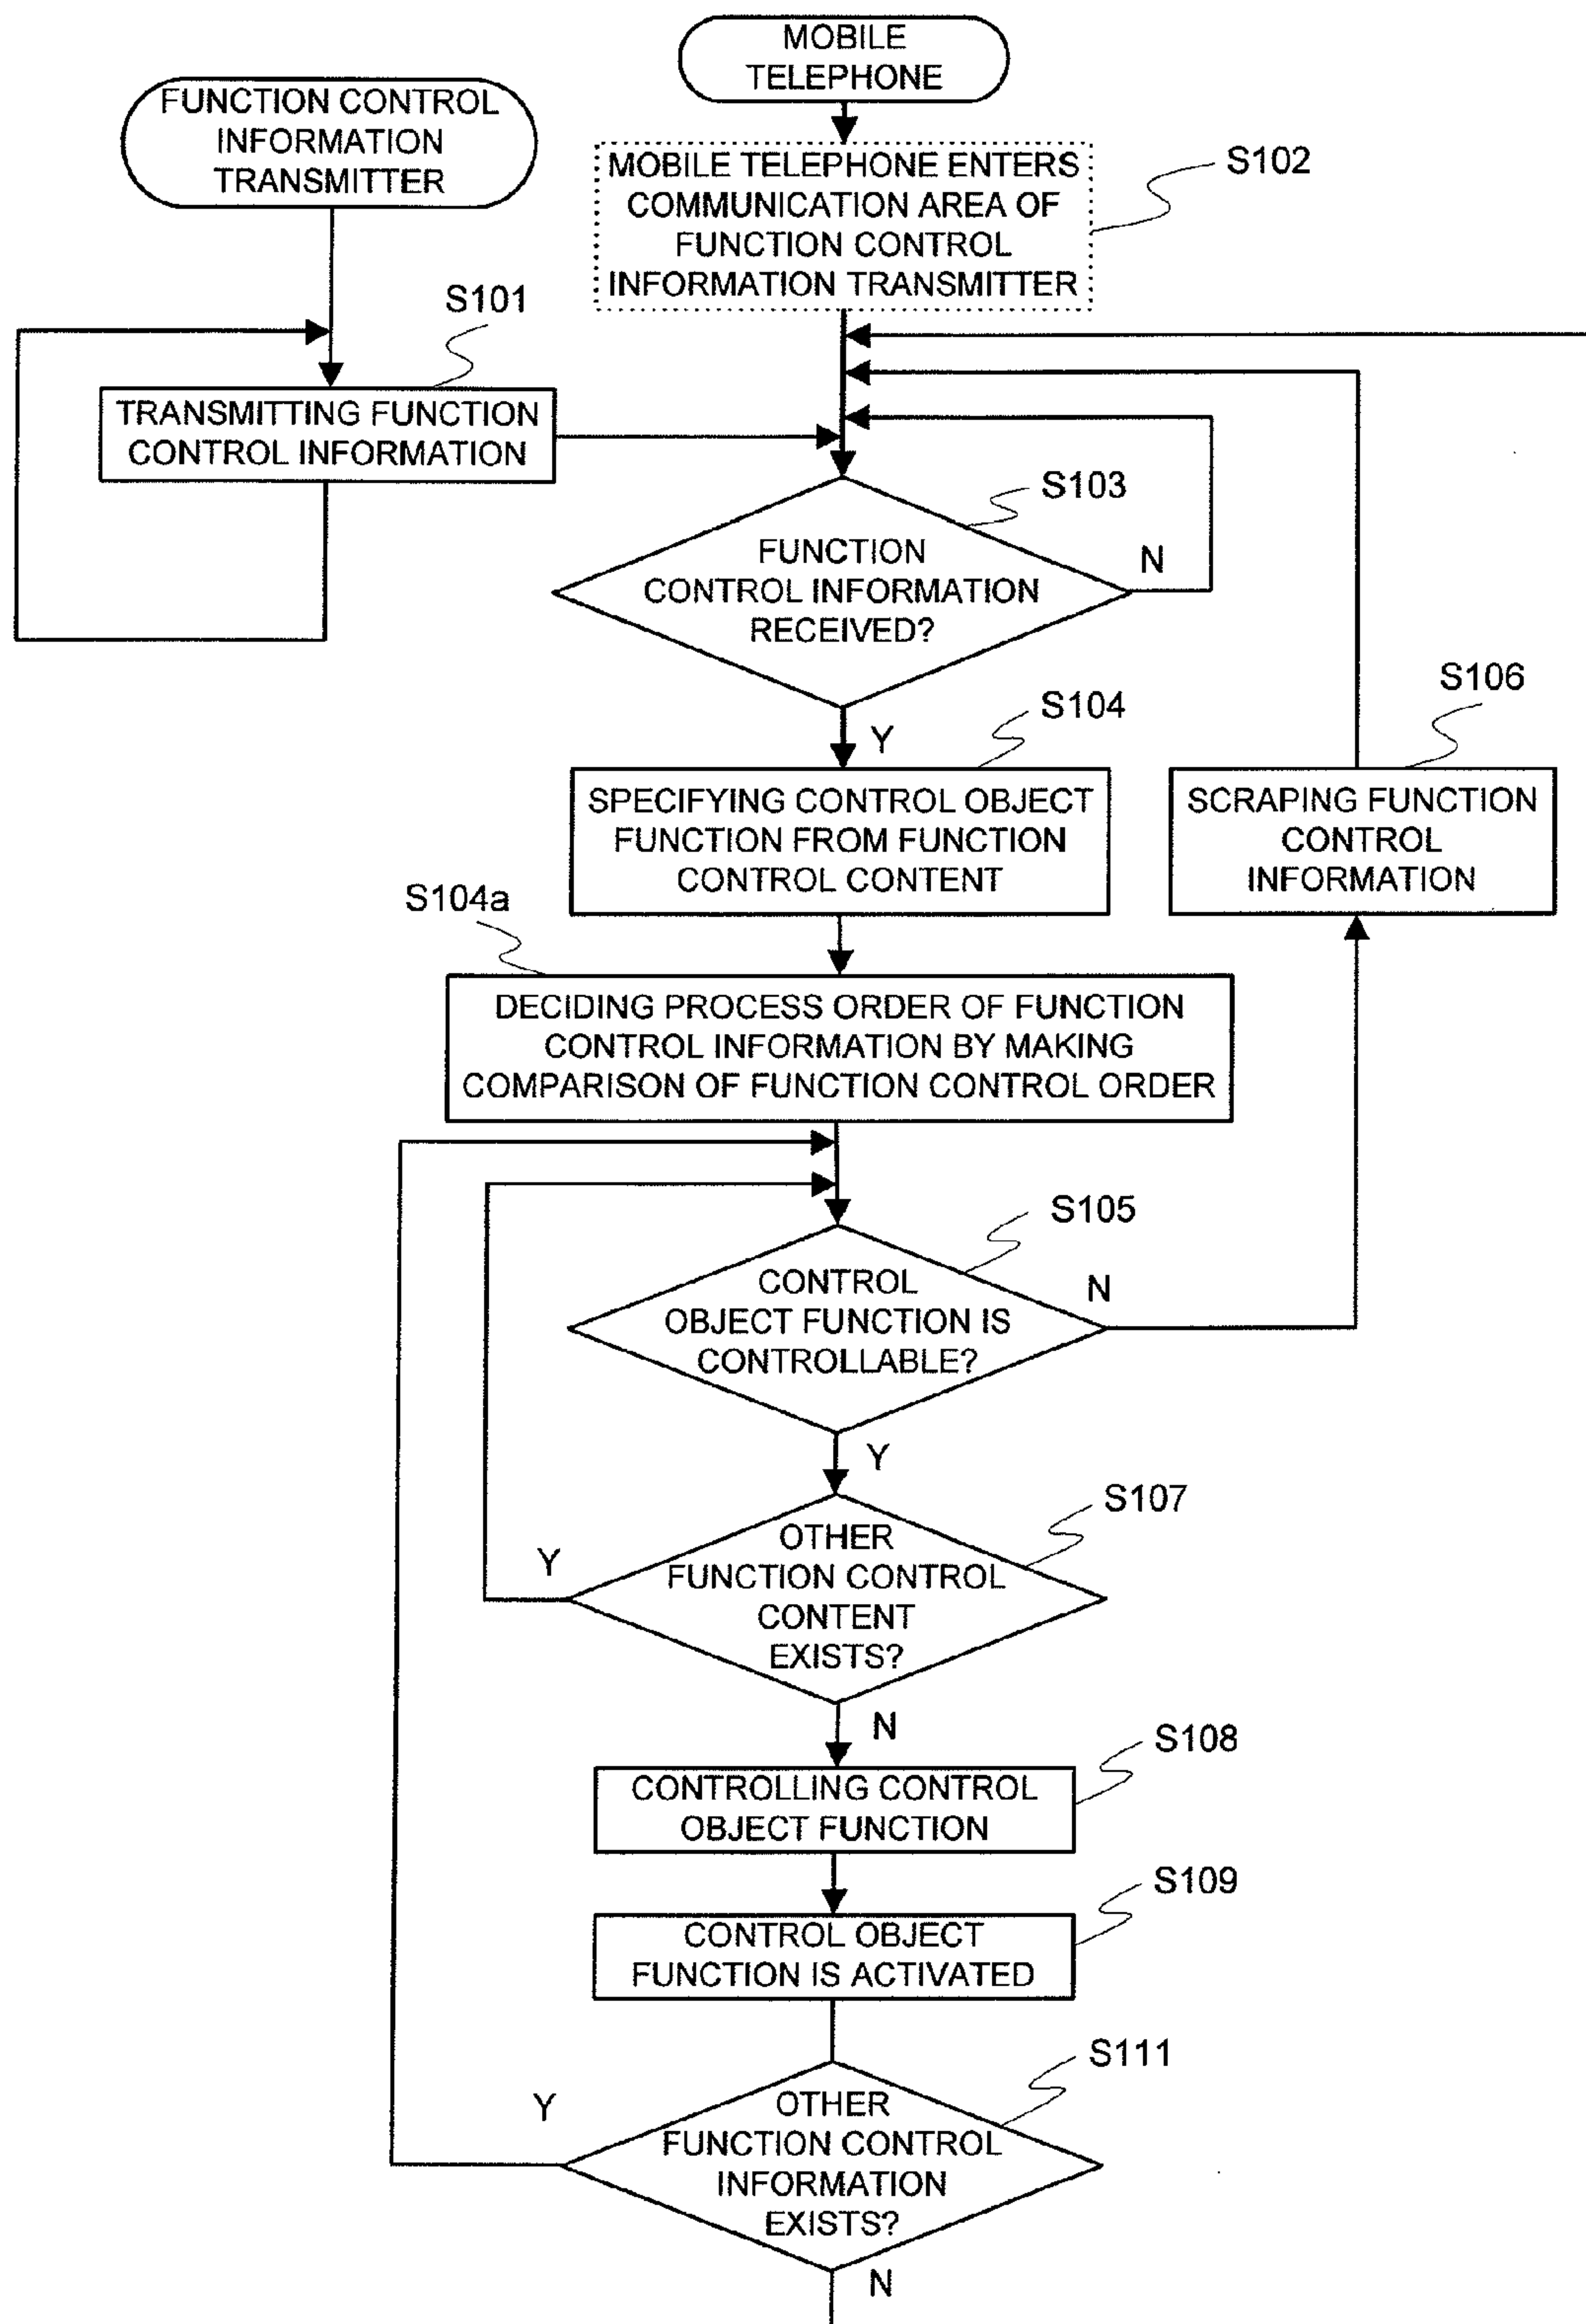 MOBILE
TELEPHONE
FUNCTION CONTROL
INFORMATION
TRANSMITTER
MOBILE TELEPHONE ENTERS
COMMUNICATION AREA OF
FUNCTION CONTROL
INFORMATION TRANSMITTER
S102
S101
TRANSMITTING FUNCTION
CONTROL INFORMATION
S103
FUNCTION
CONTROL INFORMATION
RECEIVED?
N
Y
S104
SPECIFYING CONTROL OBJECT
FUNCTION FROM FUNCTION
CONTROL CONTENT
S106
SCRAPING FUNCTION
CONTROL
INFORMATION
S104a
DECIDING PROCESS ORDER OF FUNCTION
CONTROL INFORMATION BY MAKING
COMPARISON OF FUNCTION CONTROL ORDER
S105
CONTROL
OBJECT FUNCTION IS
CONTROLLABLE?
N
Y
S107
OTHER
FUNCTION CONTROL
CONTENT
EXISTS?
Y
N
S108
CONTROLLING CONTROL
OBJECT FUNCTION
S109
CONTROL OBJECT
FUNCTION IS ACTIVATED
S111
OTHER
FUNCTION CONTROL
INFORMATION
EXISTS?
Y
N